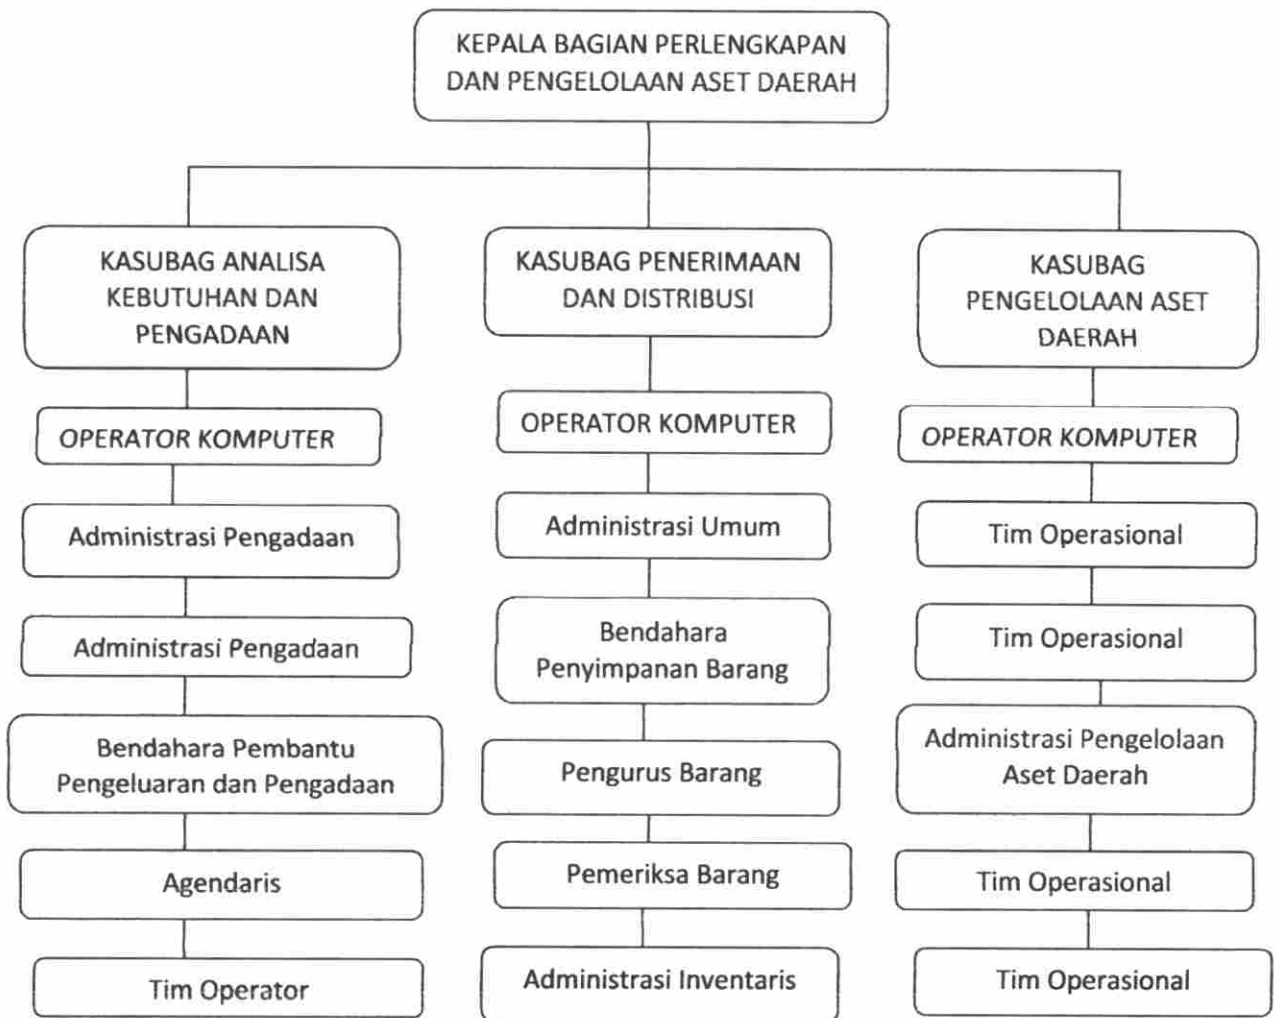 KEPALA BAGIAN PERLENGKAPAN
DAN PENGELOLAAN ASET DAERAH
KASUBAG ANALISA
KEBUTUHAN DAN
PENGADAAN
OPERATOR KOMPUTER
Administrasi Pengadaan
Administrasi Pengadaan
Bendahara Pembantu
Pengeluaran dan Pengadaan
Agendaris
Tim Operator
KASUBAG PENERIMAAN
DAN DISTRIBUSI
OPERATOR KOMPUTER
Administrasi Umum
Bendahara
Penyimpanan Barang
Pengurus Barang
Pemeriksa Barang
Administrasi Inventaris
KASUBAG
PENGELOLAAN ASET
DAERAH
OPERATOR KOMPUTER
Tim Operasional
Tim Operasional
Administrasi Pengelolaan
Aset Daerah
Tim Operasional
Tim Operasional